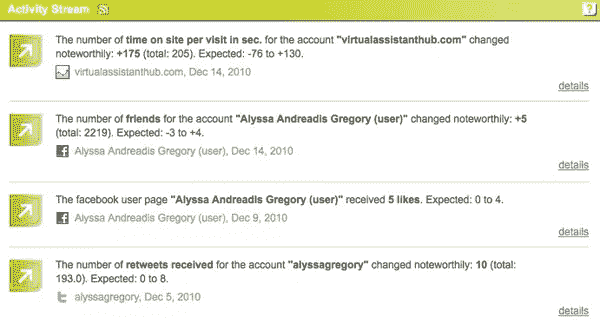 Activity Stream
?
The number of time on site per visit in sec. for the account "virtualassistanthub.com" changed
noteworthily: +175 (total: 205). Expected: -76 to +130.
virtualassistanthub.com, Dec 14, 2010
details
The number of friends for the account "Alyssa Andreadis Gregory (user)" changed noteworthily: +5
(total: 2219). Expected: -3 to +4.
f Alyssa Andreadis Gregory (user), Dec 14, 2010
details
The facebook user page "Alyssa Andreadis Gregory (user)" received 5 likes. Expected: 0 to 4.
f Alyssa Andreadis Gregory (user), Dec 9, 2010
details
The number of retweets received for the account "alyssagregory" changed noteworthily: 10 (total:
193.0). Expected: 0 to 8.
t alyssagregory, Dec 5, 2010
details